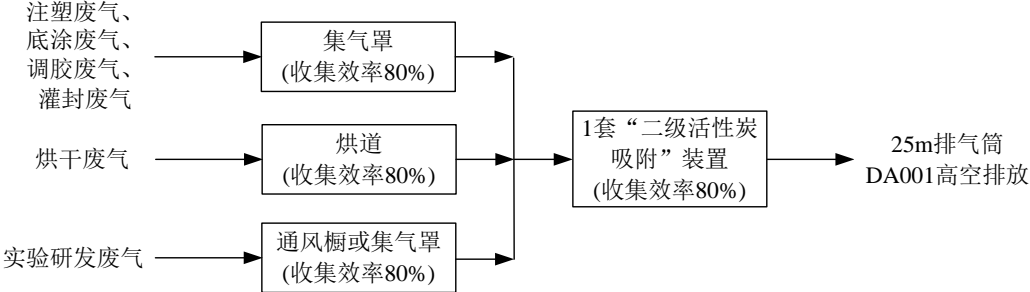 注塑废气、
底涂废气、
调胶废气、
灌封废气
集气罩
(收集效率80%)
烘干废气
烘道
(收集效率80%)
实验研发废气
通风橱或集气罩
(收集效率80%)
1套“二级活性炭
吸附”装置
(收集效率80%)
25m排气筒
DA001高空排放